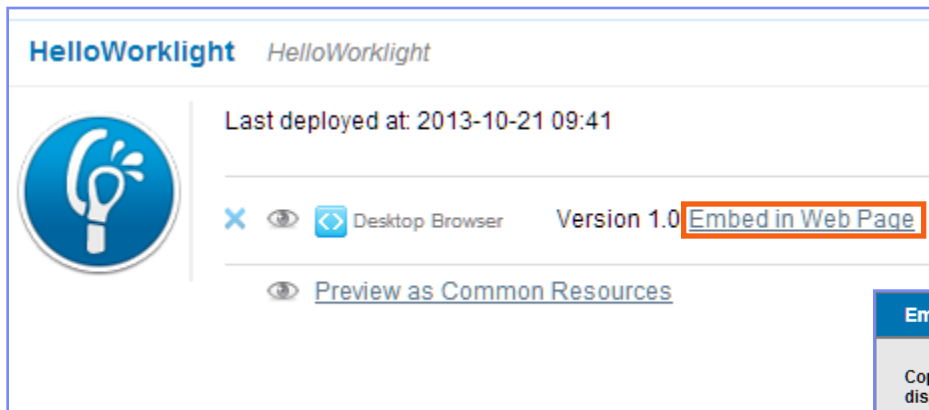 HelloWorklight HelloWorklight
Last deployed at: 2013-10-21 09:41
Desktop Browser Version 1.0 Embed in Web Page
Preview as Common Resources